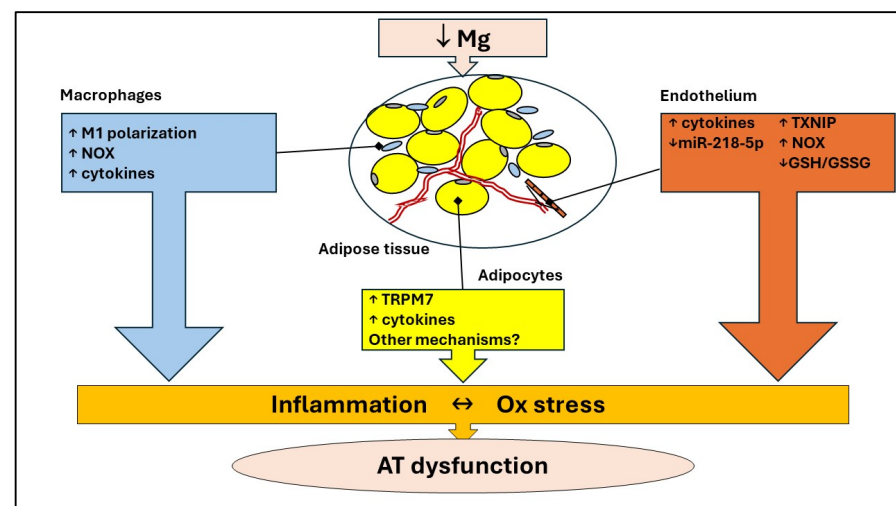 ↓ Mg
Macrophages
↑ M1 polarization
↑ NOX
↑ cytokines
Endothelium
↑ cytokines ↑ TXNIP
↓miR-218-5p ↑ NOX
↓GSH/GSSG
Adipose tissue
Adipocytes
↑ TRPM7
↑ cytokines
Other mechanisms?
Inflammation ↔ Ox stress
AT dysfunction